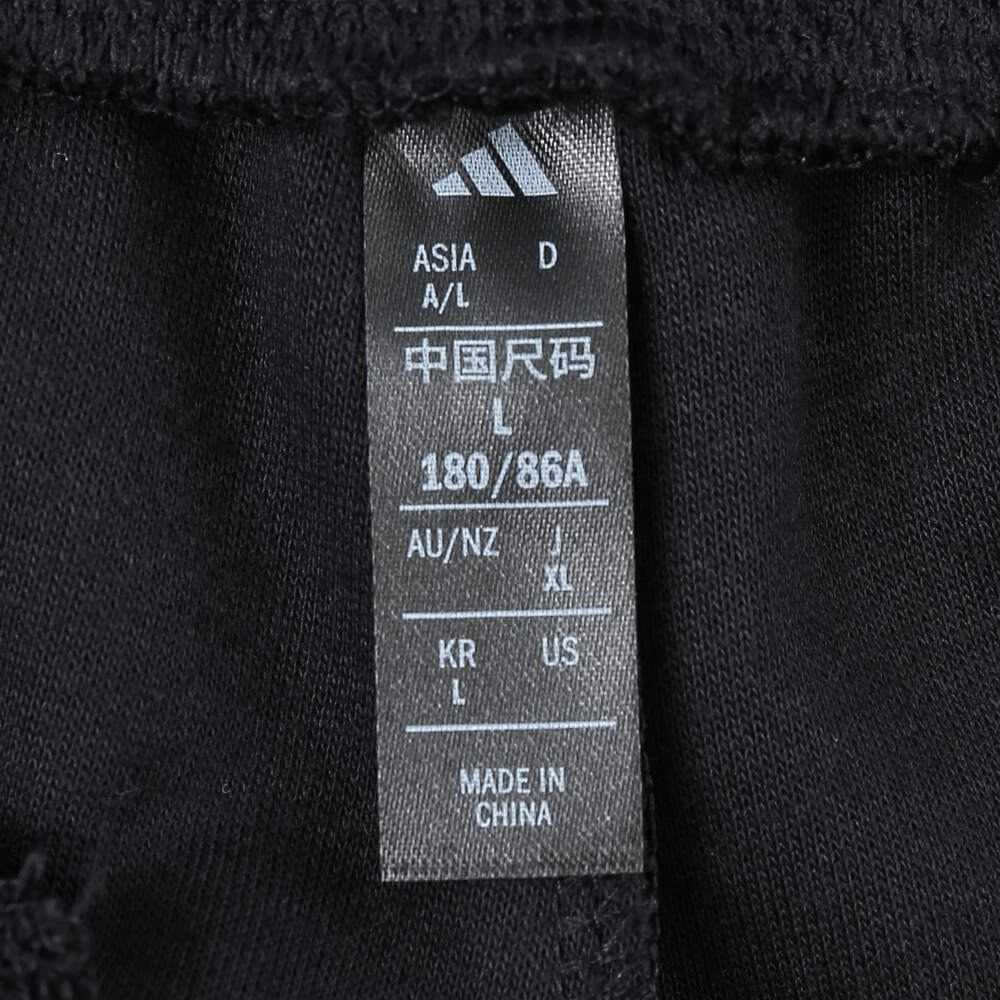 ASIA D
A/L
中国尺码
L
180/86A
AU/NZ J
XL
KR US
L
MADE IN
CHINA